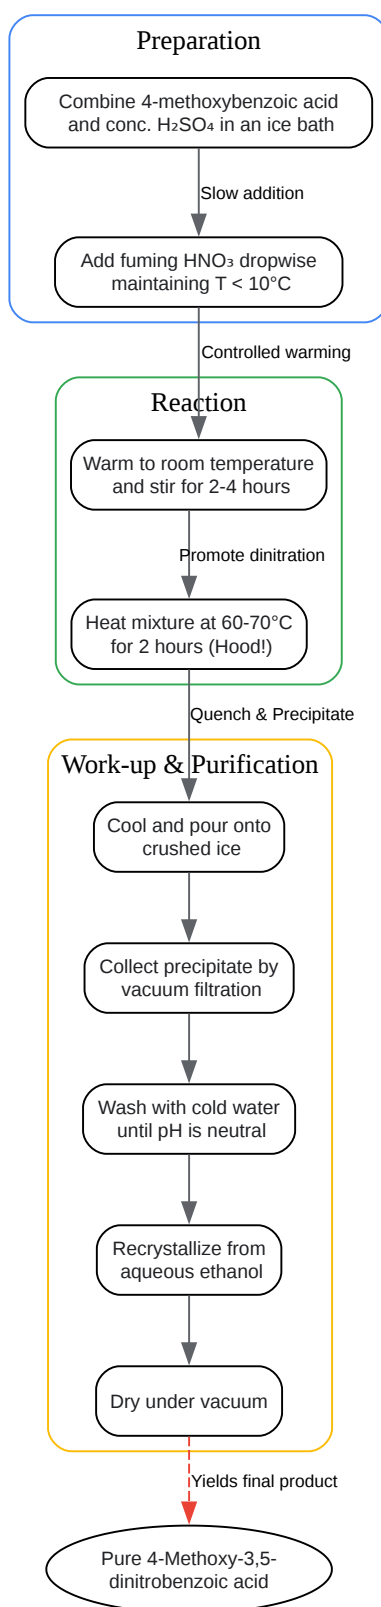 Preparation
Combine 4-methoxybenzoic acid
and conc. H₂SO₄ in an ice bath
Slow addition
Add fuming HNO₃ dropwise
maintaining T < 10°C
Controlled warming
Reaction
Warm to room temperature
and stir for 2-4 hours
Promote dinitration
Heat mixture at 60-70°C
for 2 hours (Hood!)
Quench & Precipitate
Work-up & Purification
Cool and pour onto
crushed ice
Collect precipitate by
vacuum filtration
Wash with cold water
until pH is neutral
Recrystallize from
aqueous ethanol
Dry under vacuum
Yields final product
Pure 4-Methoxy-3,5-
dinitrobenzoic acid